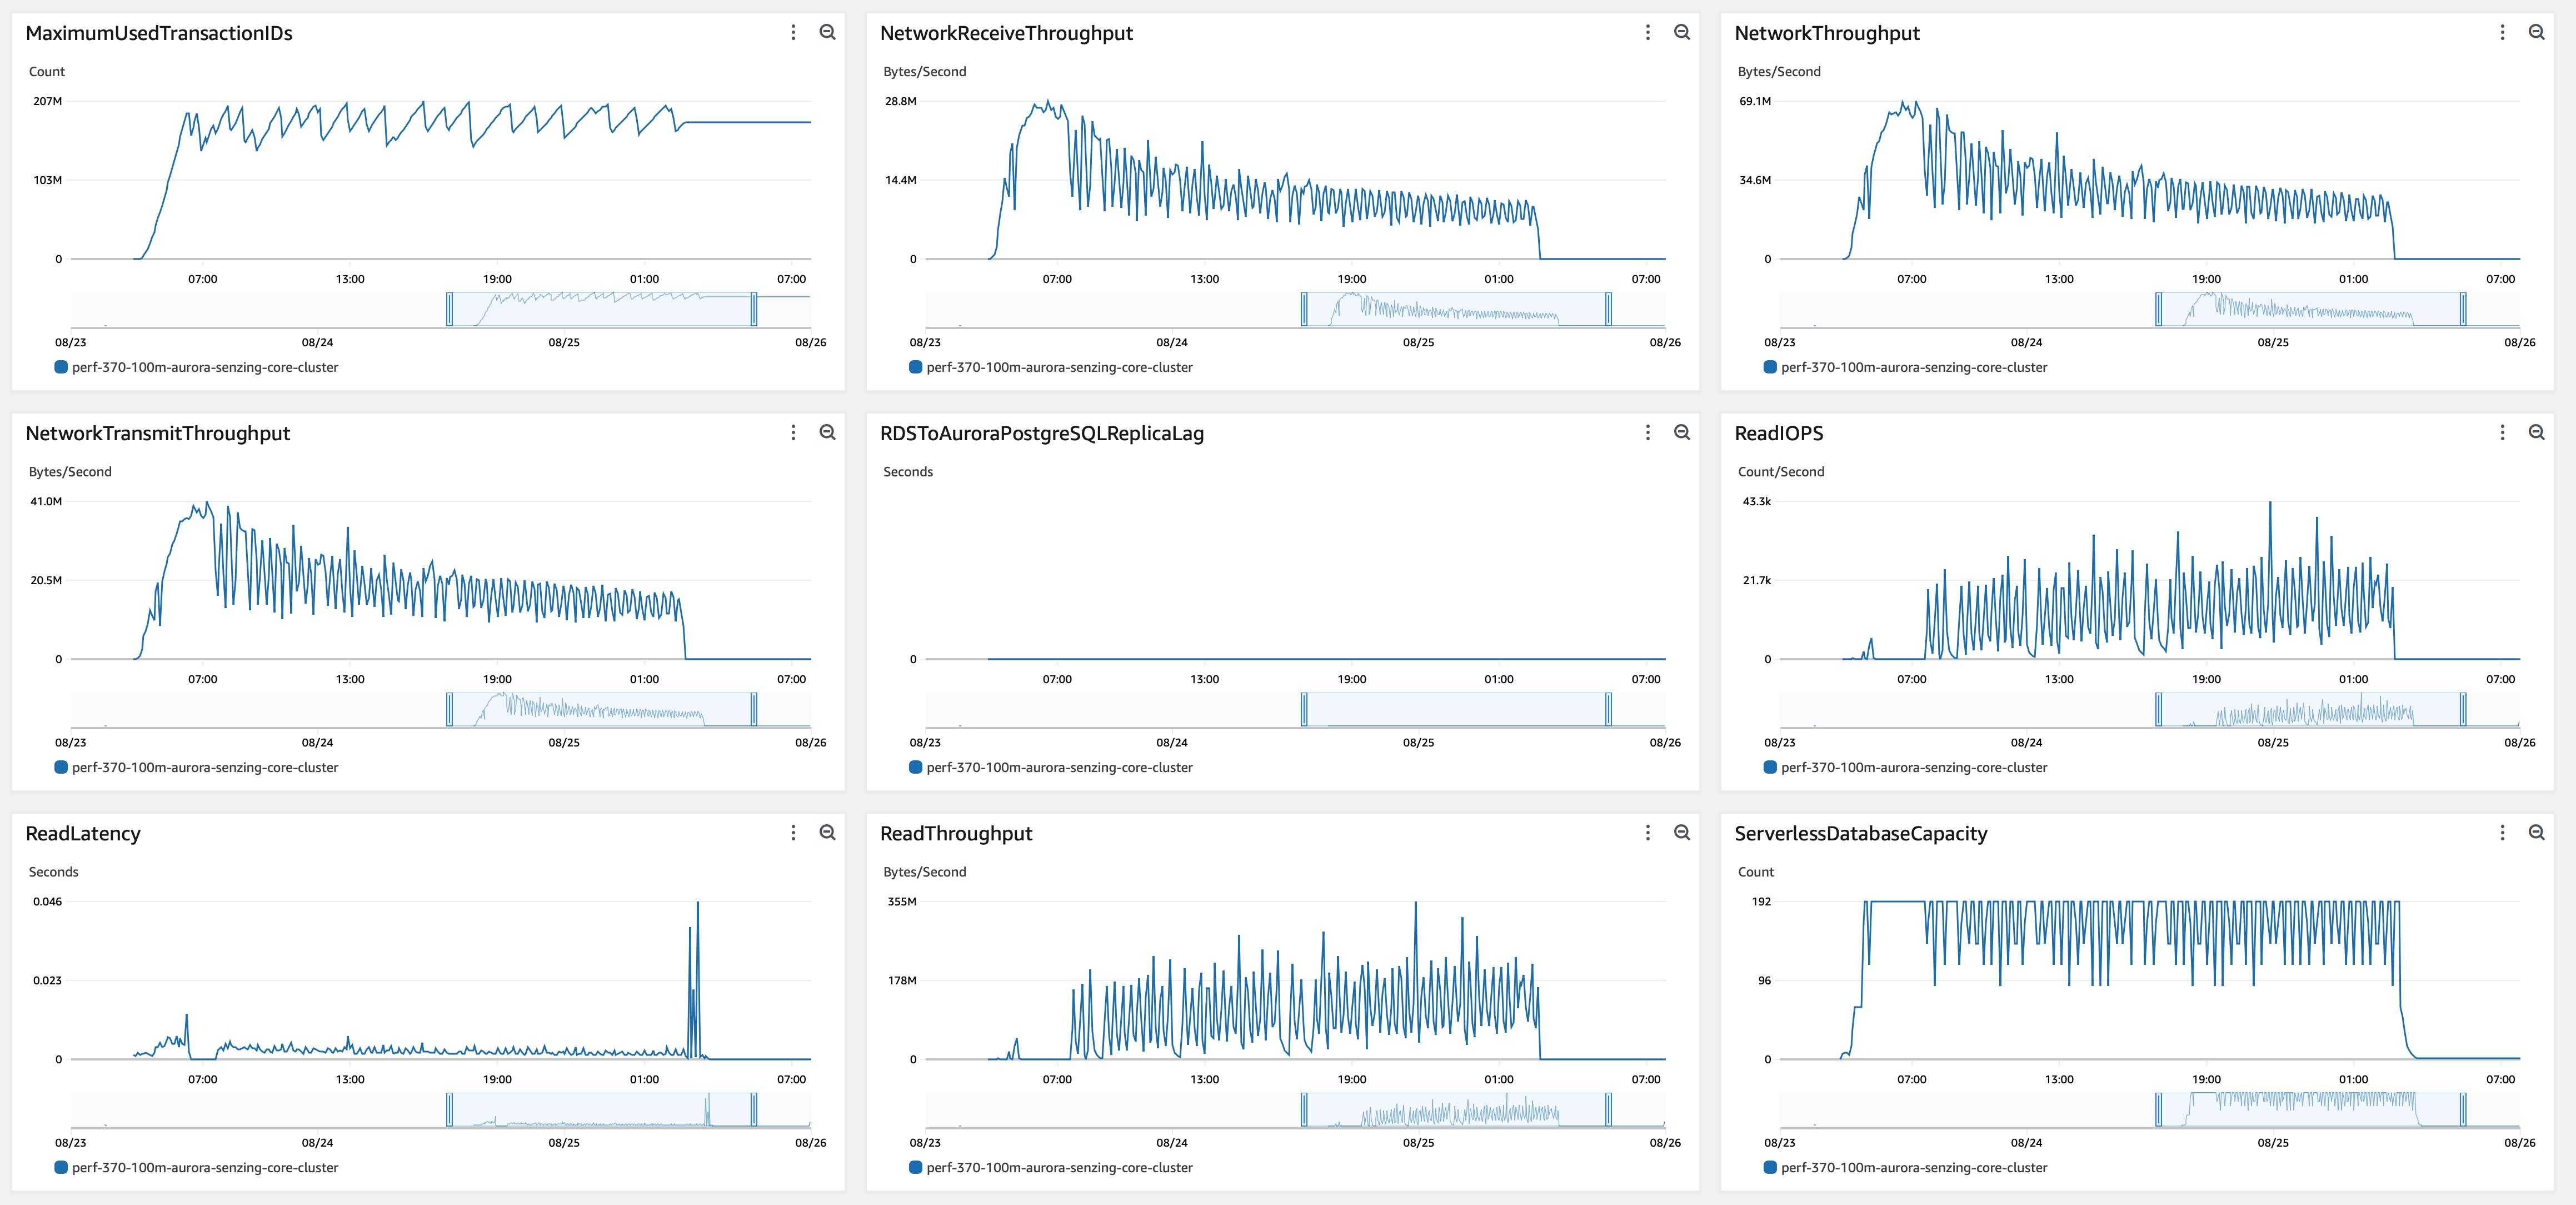 MaximumUsedTransactionIDs
Count
207M
103M
0
07:00 13:00 19:00 01:00 07:00
08/23 08/24 08/25 08/26
perf-370-100m-aurora-senzing-core-cluster
NetworkReceiveThroughput
Bytes/Second
28.8M
14.4M
0
07:00 13:00 19:00 01:00 07:00
08/23 08/24 08/25 08/26
perf-370-100m-aurora-senzing-core-cluster
NetworkThroughput
Bytes/Second
69.1M
34.6M
0
07:00 13:00 19:00 01:00 07:00
08/23 08/24 08/25 08/26
perf-370-100m-aurora-senzing-core-cluster
NetworkTransmitThroughput
Bytes/Second
41.0M
20.5M
0
07:00 13:00 19:00 01:00 07:00
08/23 08/24 08/25 08/26
perf-370-100m-aurora-senzing-core-cluster
RDSToAuroraPostgreSQLReplicaLag
Seconds
0
07:00 13:00 19:00 01:00 07:00
08/23 08/24 08/25 08/26
perf-370-100m-aurora-senzing-core-cluster
ReadIOPS
Count/Second
43.3k
21.7k
0
07:00 13:00 19:00 01:00 07:00
08/23 08/24 08/25 08/26
perf-370-100m-aurora-senzing-core-cluster
ReadLatency
Seconds
0.046
0.023
0
07:00 13:00 19:00 01:00 07:00
08/23 08/24 08/25 08/26
perf-370-100m-aurora-senzing-core-cluster
ReadThroughput
Bytes/Second
355M
178M
0
07:00 13:00 19:00 01:00 07:00
08/23 08/24 08/25 08/26
perf-370-100m-aurora-senzing-core-cluster
ServerlessDatabaseCapacity
Count
192
96
0
07:00 13:00 19:00 01:00 07:00
08/23 08/24 08/25 08/26
perf-370-100m-aurora-senzing-core-cluster